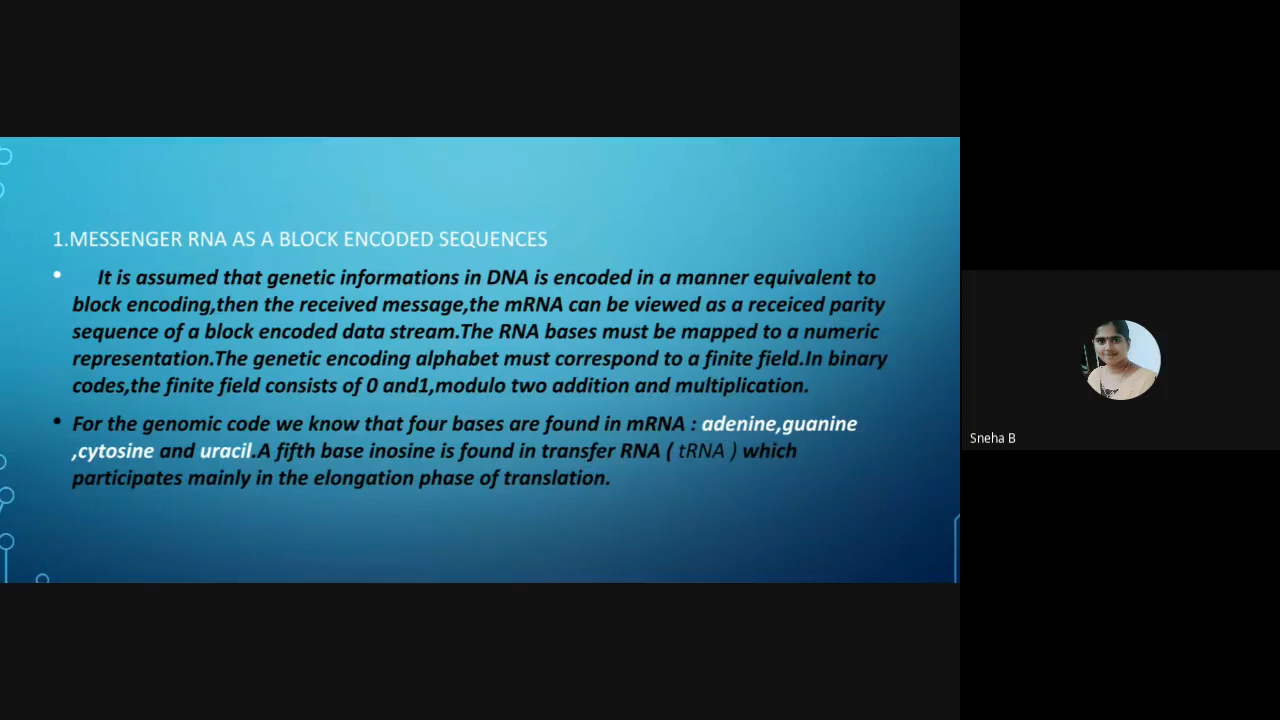 1.MESSENGER RNA AS A BLOCK ENCODED SEQUENCES
It is assumed that genetic informations in DNA is encoded in a manner equivalent to
block encoding,then the received message,the mRNA can be viewed as a receiced parity
sequence of a block encoded data stream.The RNA bases must be mapped to a numeric
representation.The genetic encoding alphabet must correspond to a finite field.In binary
codes,the finite field consists of 0 and1,modulo two addition and multiplication.
For the genomic code we know that four bases are found in mRNA : adenine,guanine
,cytosine and uracil.A fifth base inosine is found in transfer RNA ( tRNA ) which
participates mainly in the elongation phase of translation.
Sneha B